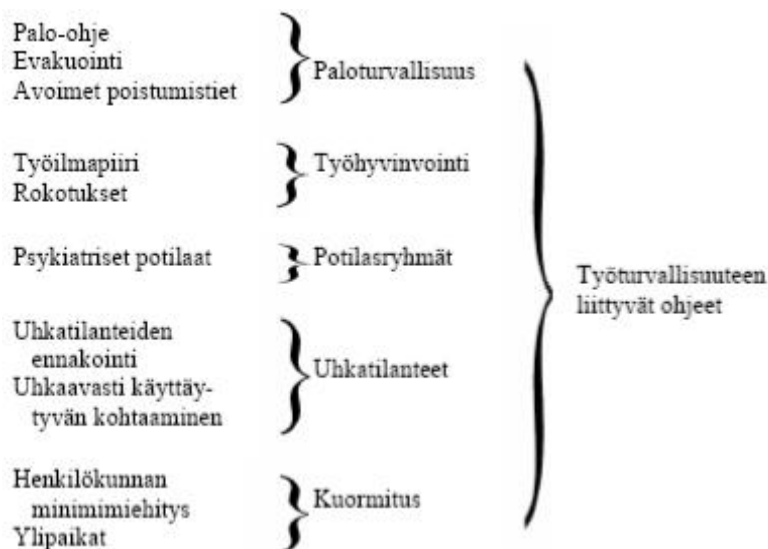 Palo-ohje
Evakuointi
Avoimet poistumistiet
Paloturvallisuus
Työilmapiiri
Rokotukset
Työhyvinvointi
Psykiatriset potilaat
Potilasryhmät
Uhkatilanteiden
ennakointi
Uhkaavasti käyttäy-
tyvän kohtaaminen
Uhkatilanteet
Henkilökunnan
minimimiehitys
Ylipaikat
Kuormitus
Työturvallisuuteen
liittyvät ohjeet